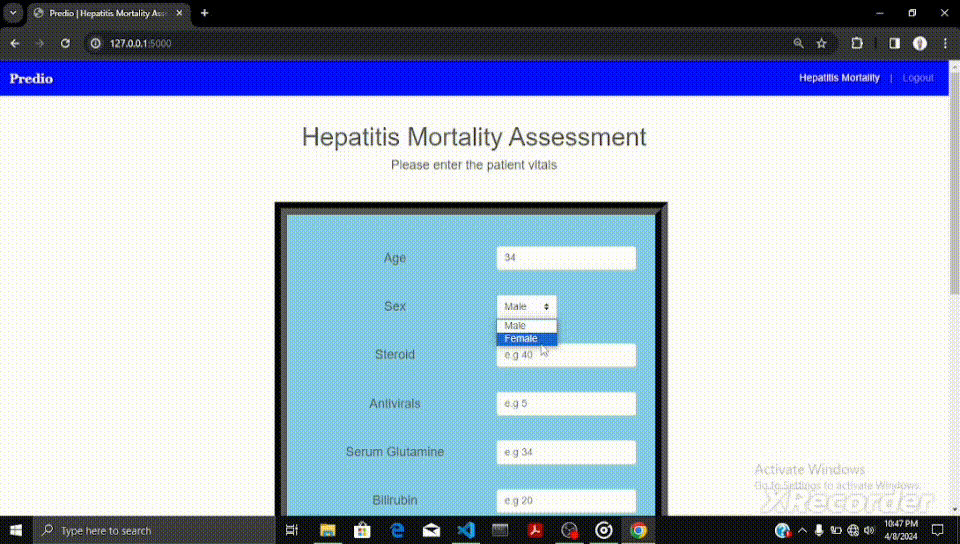 Predio | Hepatitis Mortality Asse
127.0.0.1:5000
Predio
Hepatitis Mortality | Logout
Hepatitis Mortality Assessment
Please enter the patient vitals
Age
34
Sex
Male
Male
Female
Steroid
e.g 40
Antivirals
e.g 5
Serum Glutamine
e.g 34
Bilirubin
e.g 20
Activate Windows
Go to Settings to activate Windows.
XRecorder
Type here to search
10:47 PM
4/8/2024